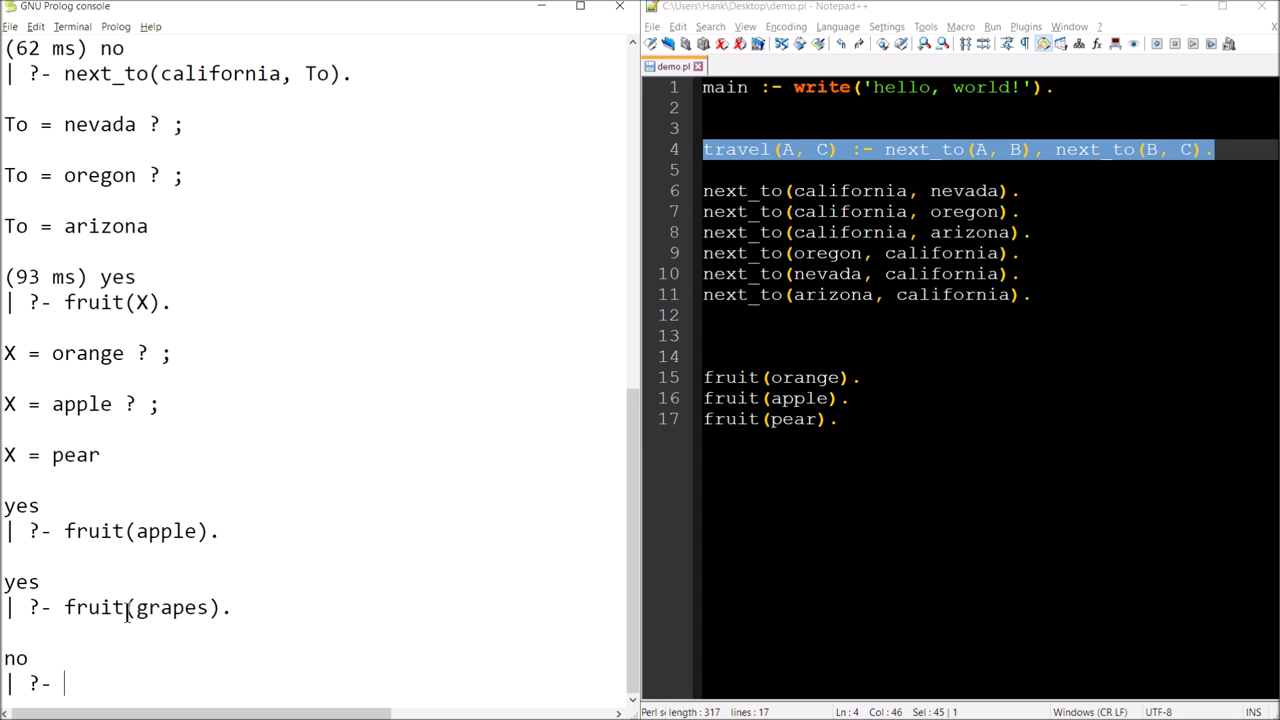 GNU Prolog console
File Edit Terminal Prolog Help
(62 ms) no
| ?- next_to(california, To).
To = nevada ? ;
To = oregon ? ;
To = arizona
(93 ms) yes
| ?- fruit(X).
X = orange ? ;
X = apple ? ;
X = pear
yes
| ?- fruit(apple).
yes
| ?- fruit(grapes).
no
| ?-
C:\Users\Hank\Desktop\demo.pl - Notepad++
File Edit Search View Encoding Language Settings Tools Macro Run Plugins Window ?
demo.pl
1 main :- write('hello, world!').
2
3
4 travel(A, C) :- next_to(A, B), next_to(B, C).
5
6 next_to(california, nevada).
7 next_to(california, oregon).
8 next_to(california, arizona).
9 next_to(oregon, california).
10 next_to(nevada, california).
11 next_to(arizona, california).
12
13
14
15 fruit(orange).
16 fruit(apple).
17 fruit(pear).
Perl s length : 317 lines : 17 Ln : 4 Col : 46 Sel : 45 | 1 Windows (CR LF) UTF-8 INS